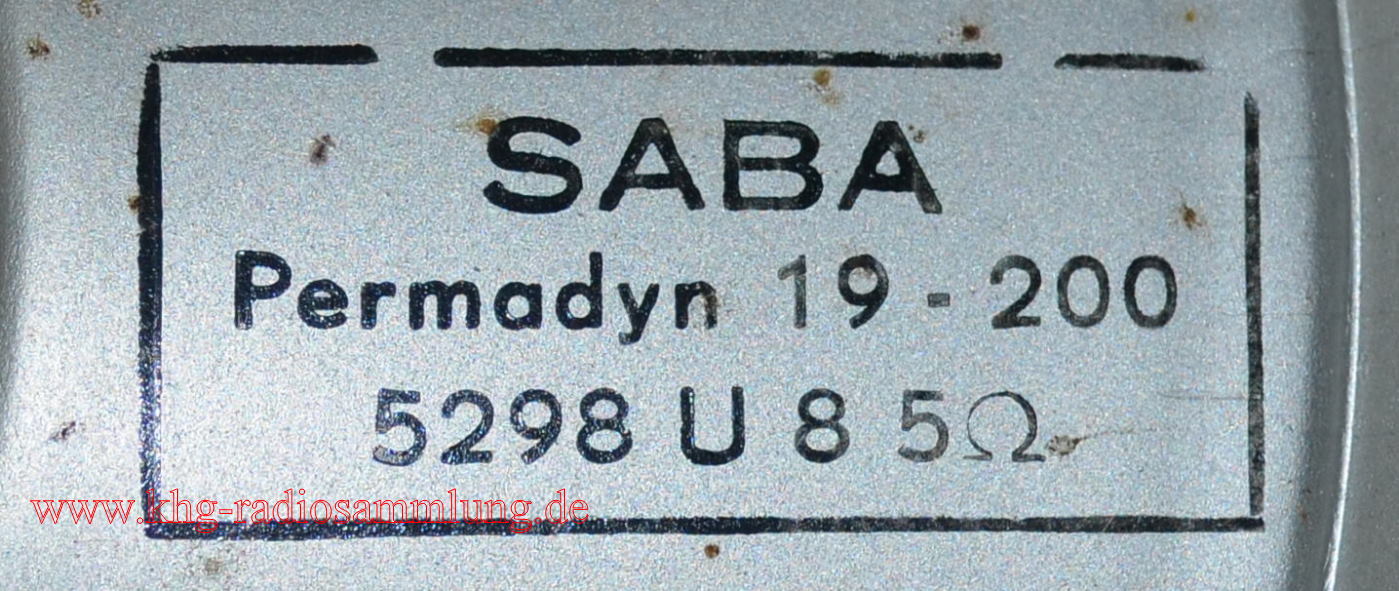 SABA
Permadyn 19 - 200
5298 U 8 5Ω
www.khg-radiosammlung.de